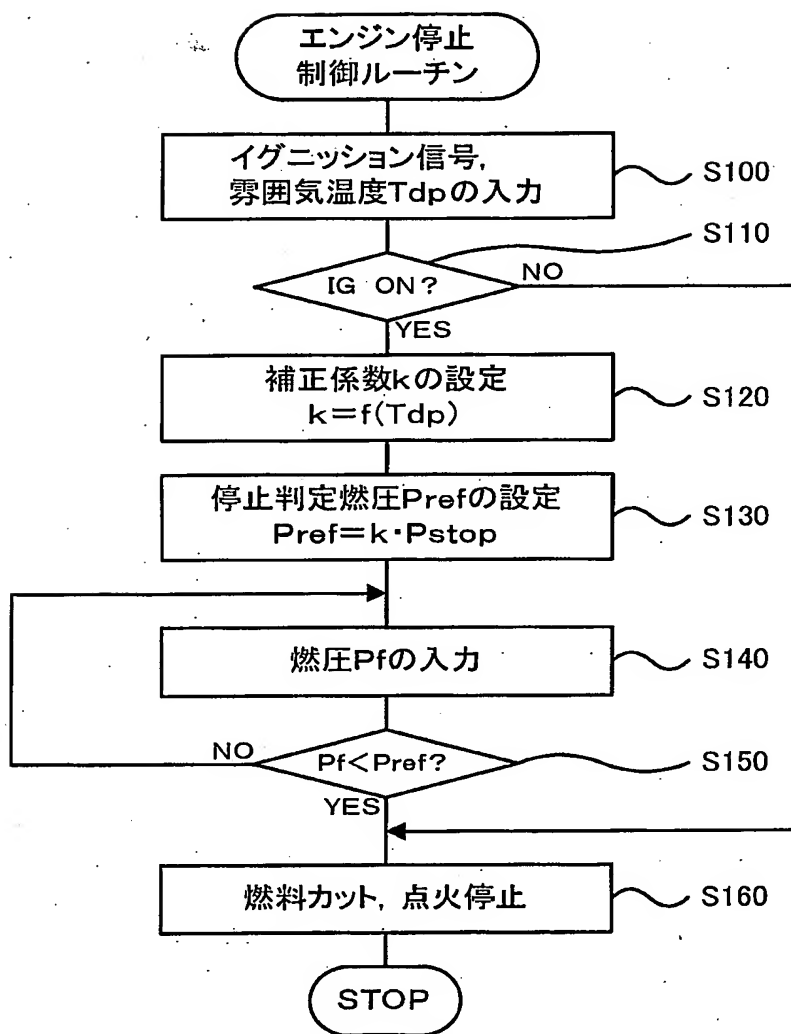 エンジン停止
制御ルーチン
イグニッション信号,
雰囲気温度Tdpの入力
S100
S110
IG ON?
NO
YES
補正係数kの設定
k=f(Tdp)
S120
停止判定燃圧Prefの設定
Pref=k・Pstop
S130
燃圧Pfの入力
S140
NO
Pf<Pref?
S150
YES
燃料カット, 点火停止
S160
STOP